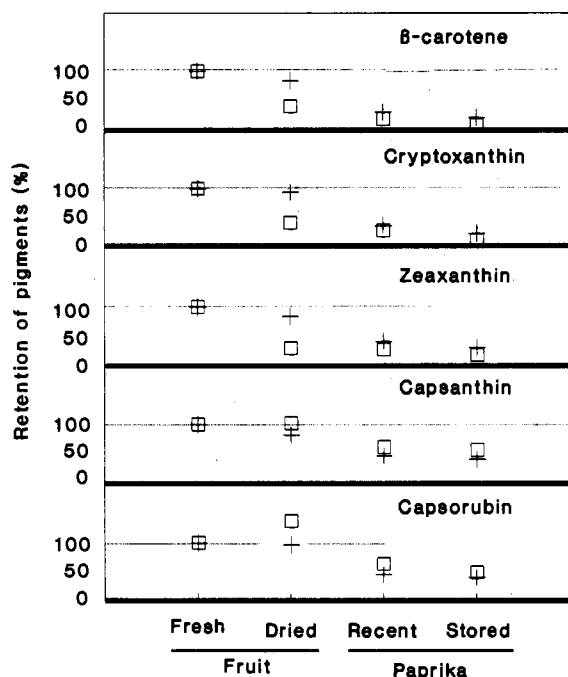 β-carotene
100
50
0
Cryptoxanthin
100
50
0
Zeaxanthin
100
50
0
Capsanthin
100
50
0
Capsorubin
100
50
0
Retention of pigments (%)
Fresh Dried Recent Stored
Fruit Paprika